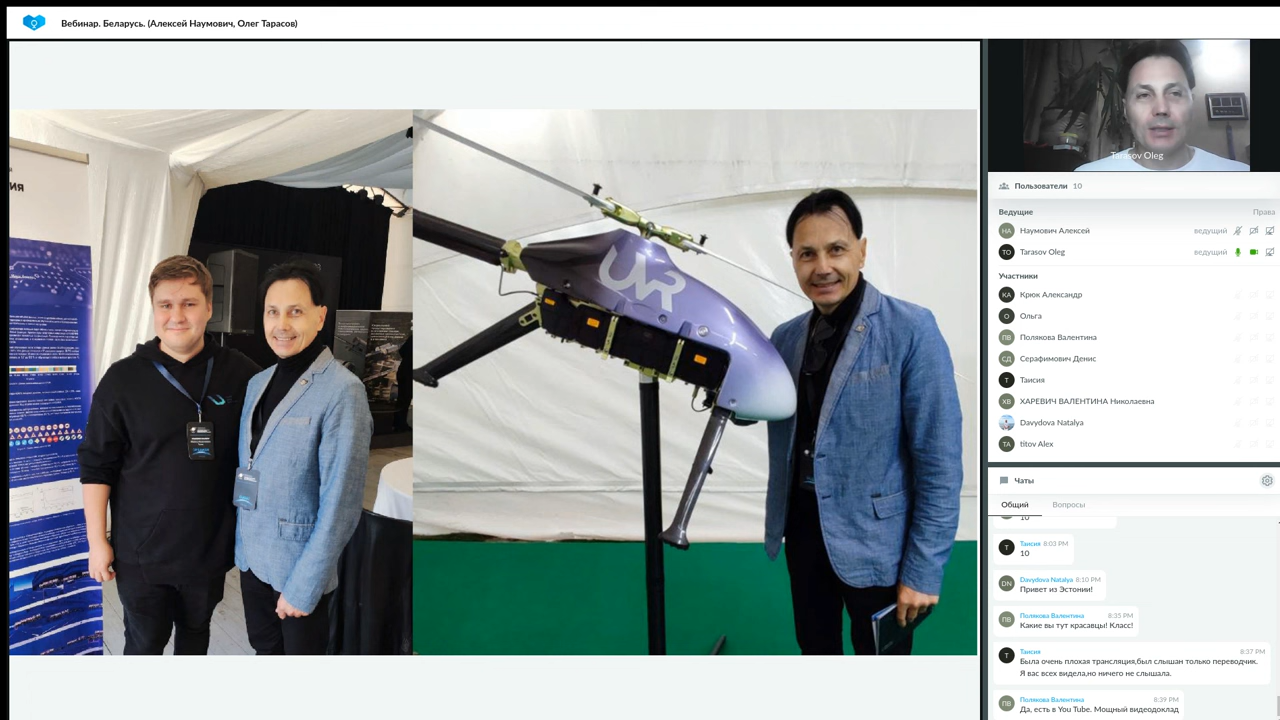 Вебинар. Беларусь. (Алексей Наумович, Олег Тарасов)
ИЯ
UVR
Tarasov Oleg
Пользователи 10
Ведущие Права
НА Наумович Алексей ведущий
TO Tarasov Oleg ведущий
Участники
КА Крюк Александр
О Ольга
ПВ Полякова Валентина
СД Серафимович Денис
Т Таисия
ХВ ХАРЕВИЧ ВАЛЕНТИНА Николаевна
Davydova Natalya
TA titov Alex
Чаты
Общий Вопросы
10
Т Таисия 8:03 PM
10
DN Davydova Natalya 8:10 PM
Привет из Эстонии!
ПВ Полякова Валентина 8:35 PM
Какие вы тут красавцы! Класс!
Т Таисия 8:37 PM
Была очень плохая трансляция,был слышан только переводчик.
Я вас всех видела,но ничего не слышала.
ПВ Полякова Валентина 8:39 PM
Да, есть в You Tube. Мощный видеодоклад